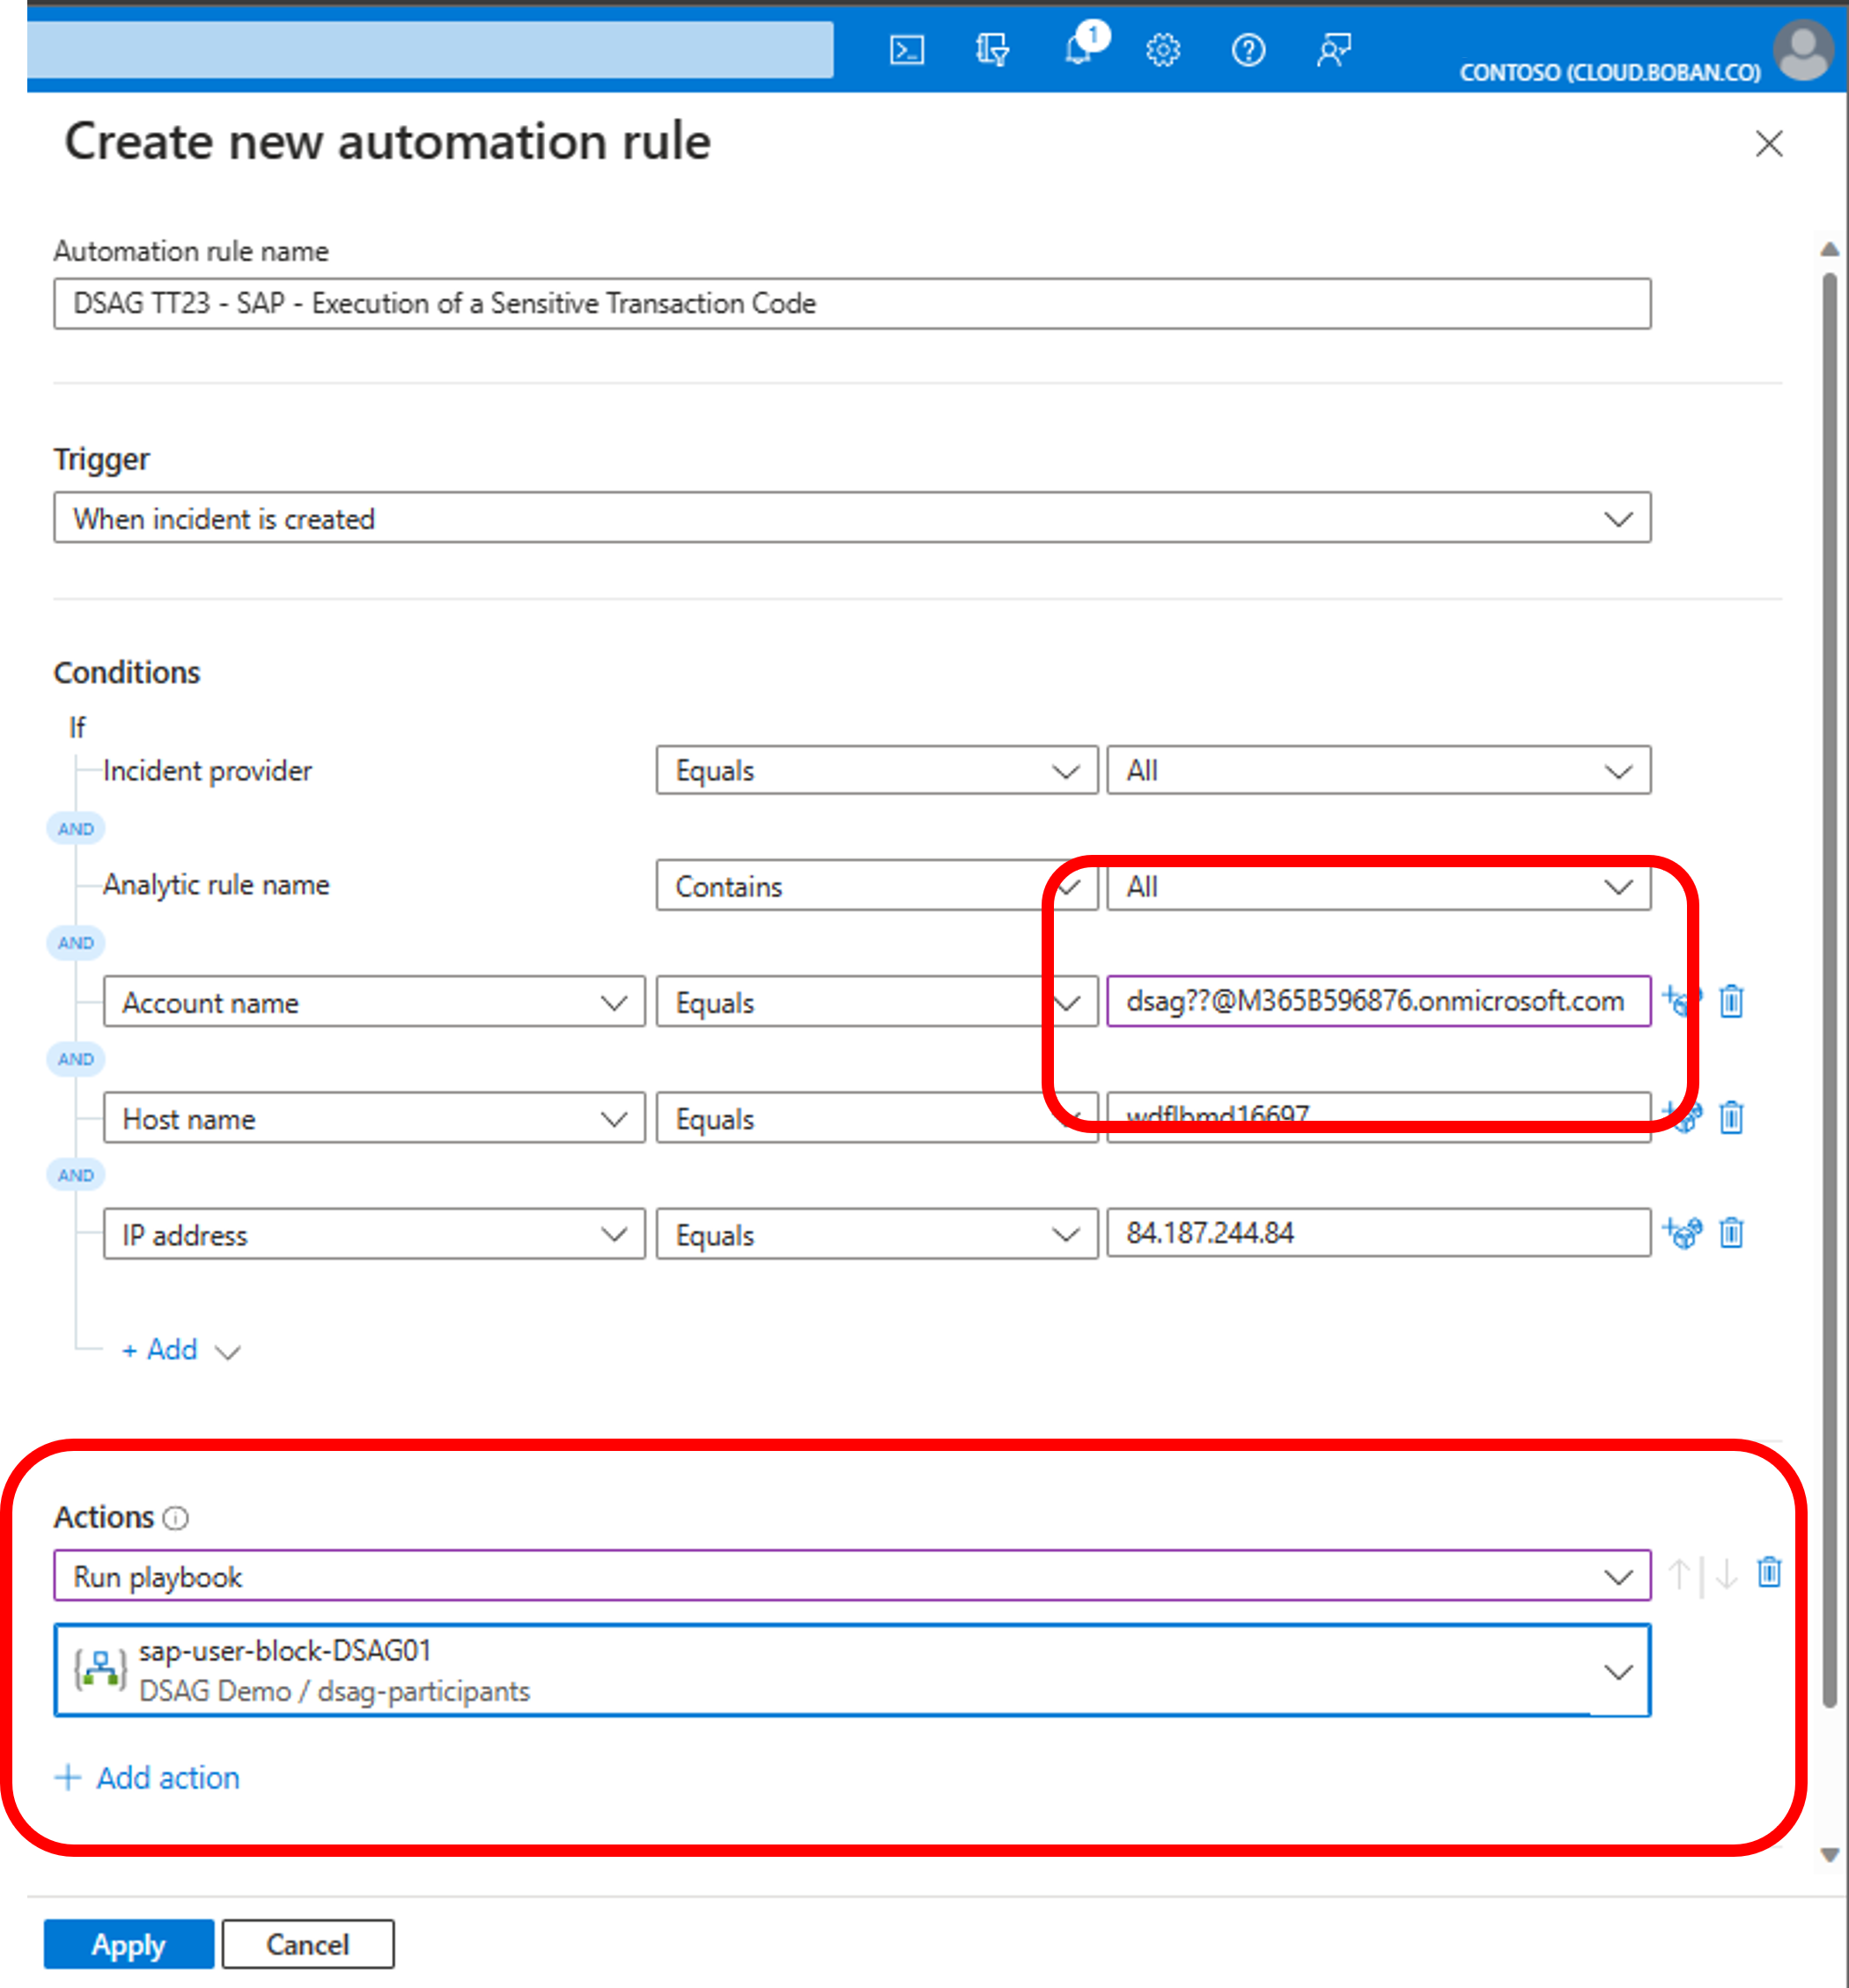 1
CONTOSO (CLOUD.BOBAN.CO)
Create new automation rule
Automation rule name
DSAG TT23 - SAP - Execution of a Sensitive Transaction Code
Trigger
When incident is created
Conditions
If
Incident provider Equals All
AND
Analytic rule name Contains All
AND
Account name Equals dsag??@M365B596876.onmicrosoft.com
AND
Host name Equals wdflbmd16697
AND
IP address Equals 84.187.244.84
+ Add
Actions
Run playbook
sap-user-block-DSAG01
DSAG Demo / dsag-participants
+ Add action
Apply Cancel